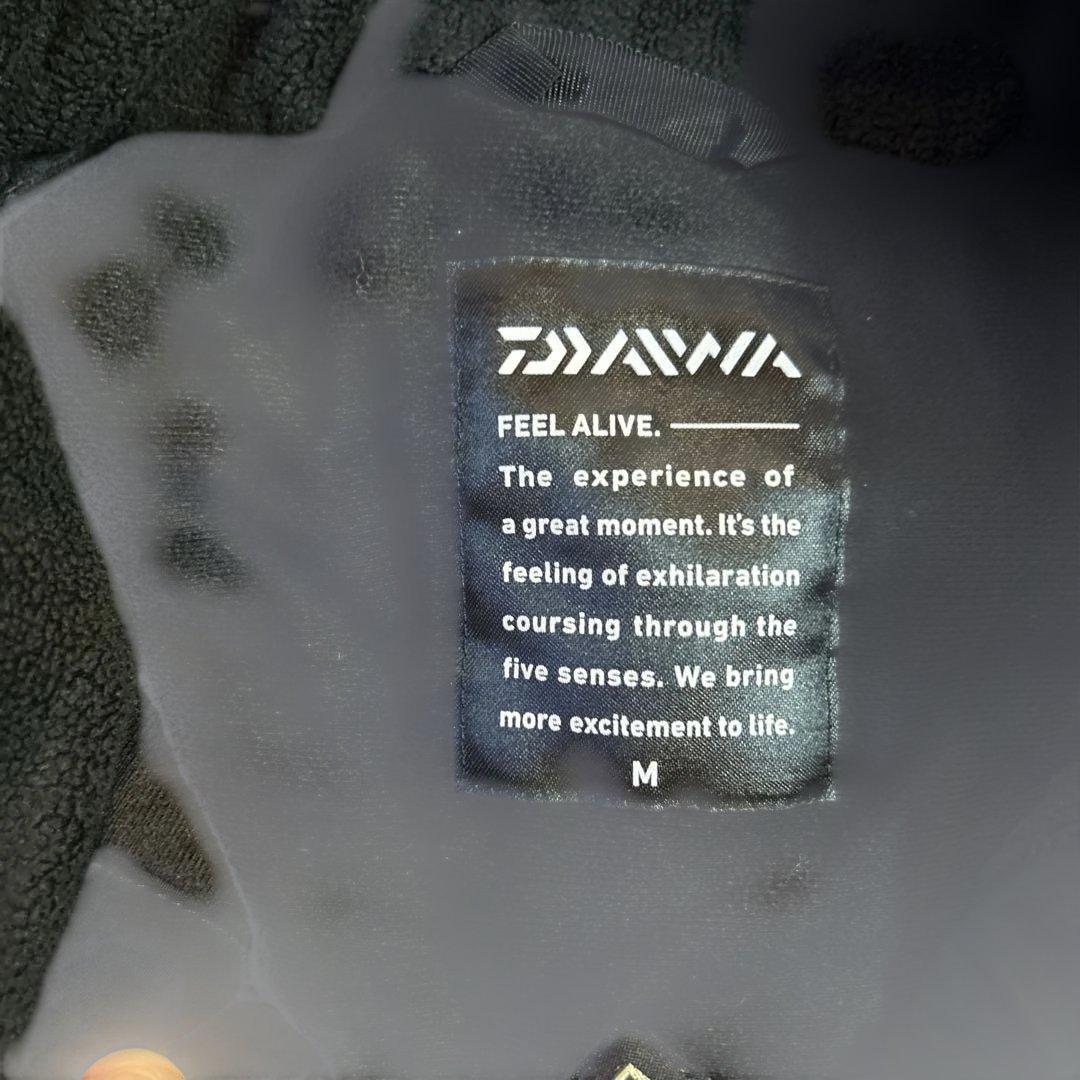 DAIWA
FEEL ALIVE.
The experience of
a great moment. It's the
feeling of exhilaration
coursing through the
five senses. We bring
more excitement to life.
M